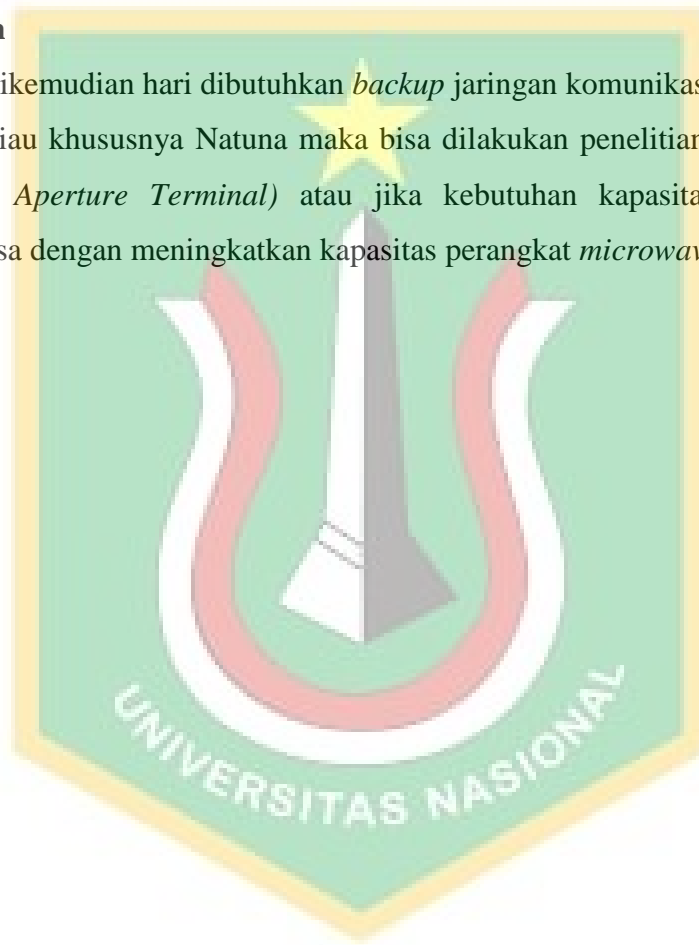 n
ikemudian hari dibutuhkan backup jaringan komunikas
iau khususnya Natuna maka bisa dilakukan penelitian
Aperture Terminal) atau jika kebutuhan kapasita
sa dengan meningkatkan kapasitas perangkat microwav
UNIVERSITAS NASIONAL